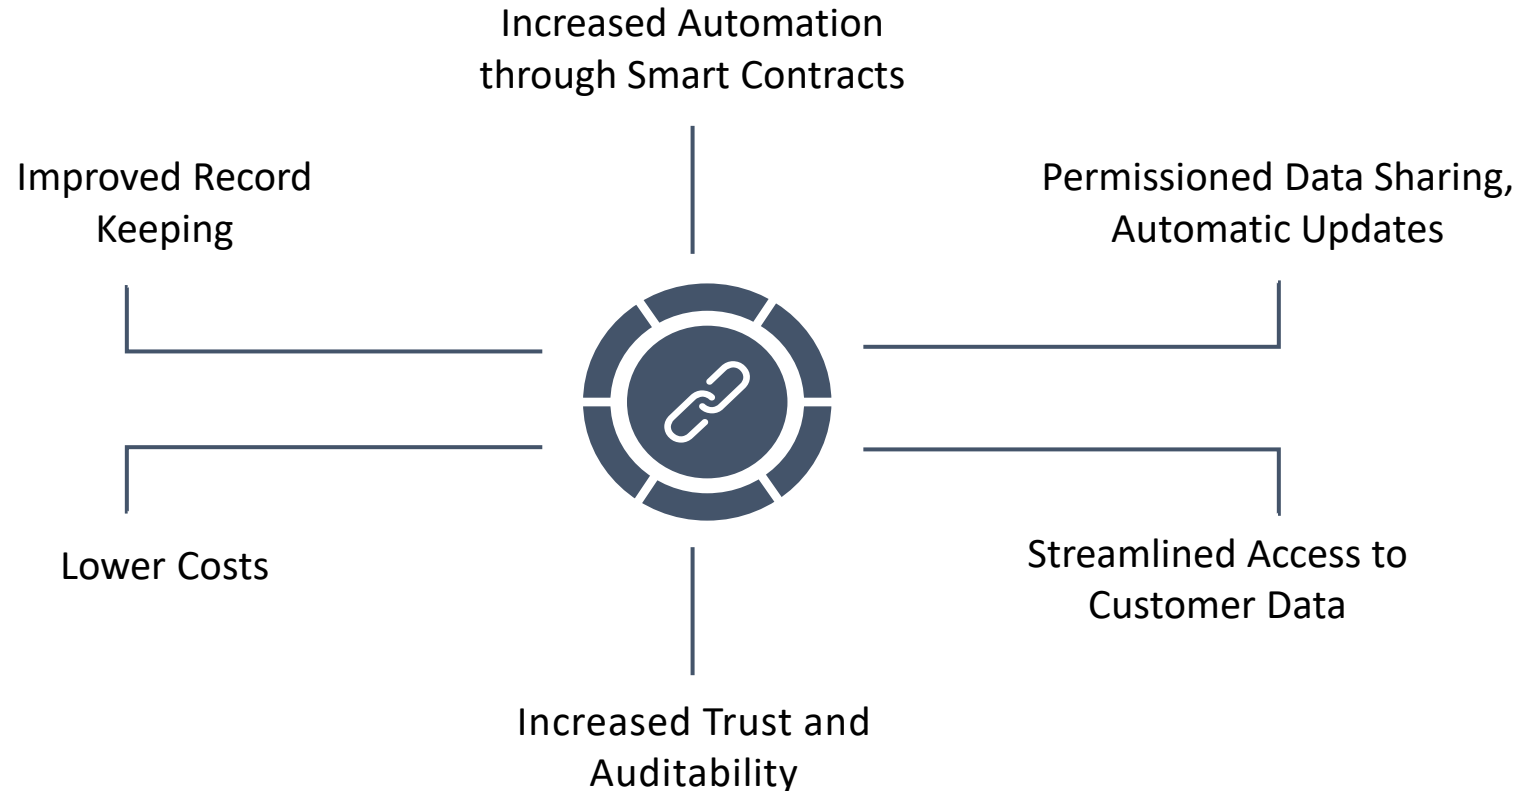 Increased Automation
through Smart Contracts
Improved Record
Keeping
Permissioned Data Sharing,
Automatic Updates
Lower Costs
Streamlined Access to
Customer Data
Increased Trust and
Auditability